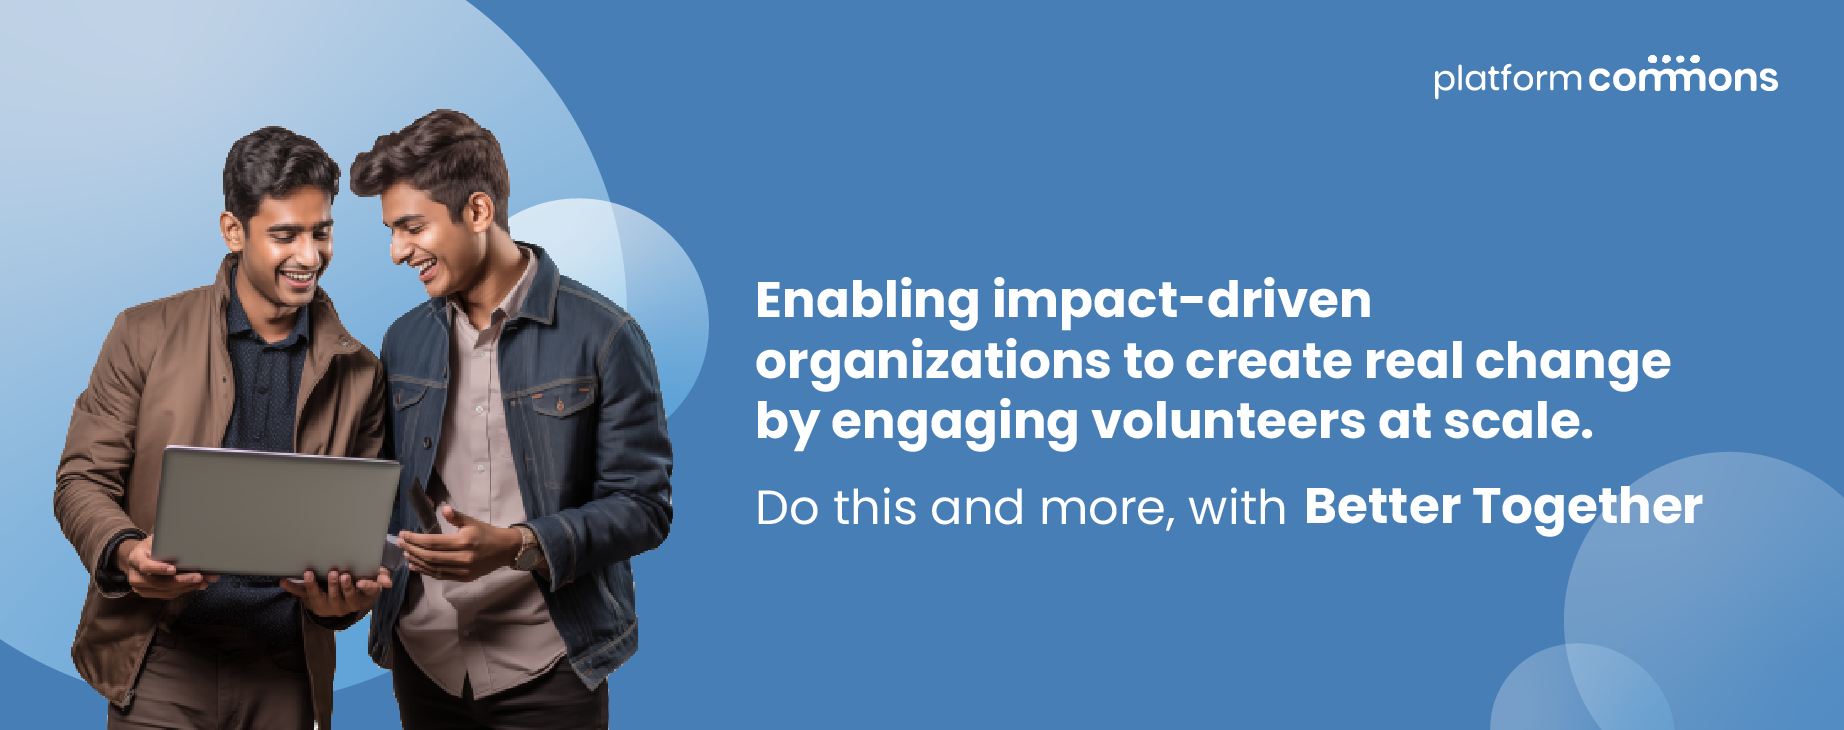 platform commons
Enabling impact-driven
organizations to create real change
by engaging volunteers at scale.
Do this and more, with Better Together